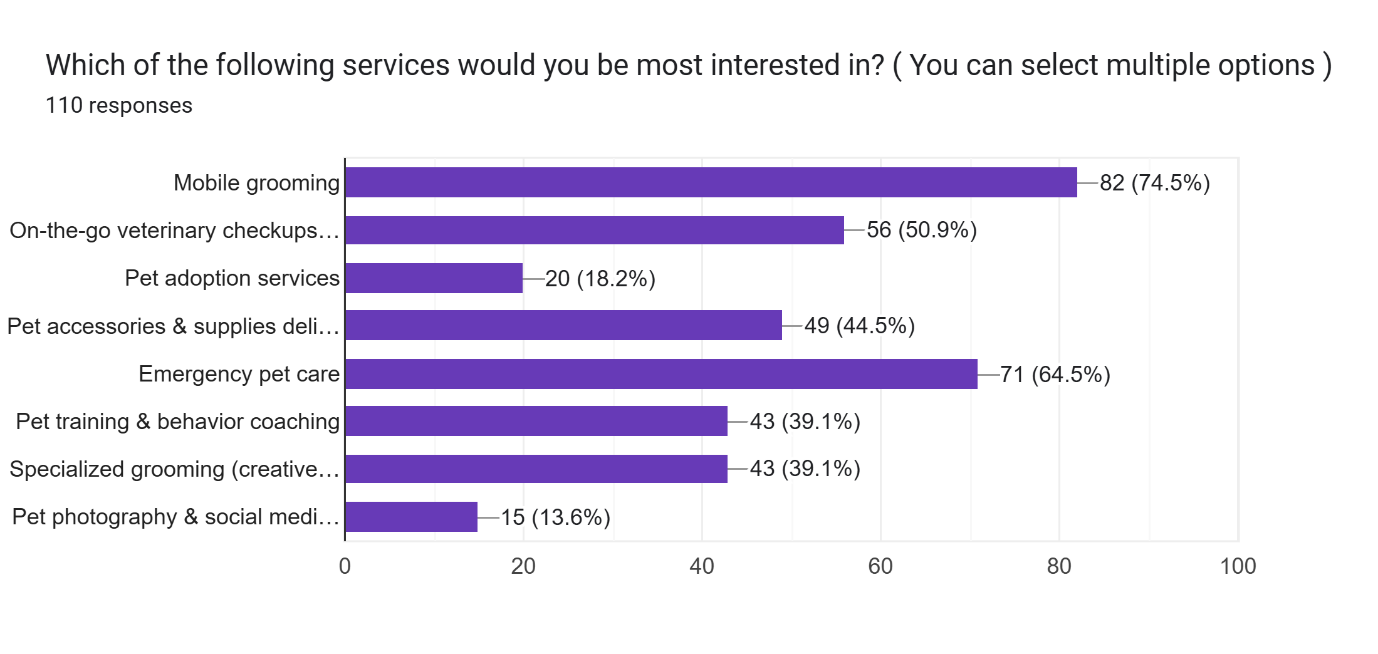 Which of the following services would you be most interested in? ( You can select multiple options )
110 responses
Mobile grooming 82 (74.5%)
On-the-go veterinary checkups… 56 (50.9%)
Pet adoption services 20 (18.2%)
Pet accessories & supplies deli… 49 (44.5%)
Emergency pet care 71 (64.5%)
Pet training & behavior coaching 43 (39.1%)
Specialized grooming (creative… 43 (39.1%)
Pet photography & social medi… 15 (13.6%)
0 20 40 60 80 100